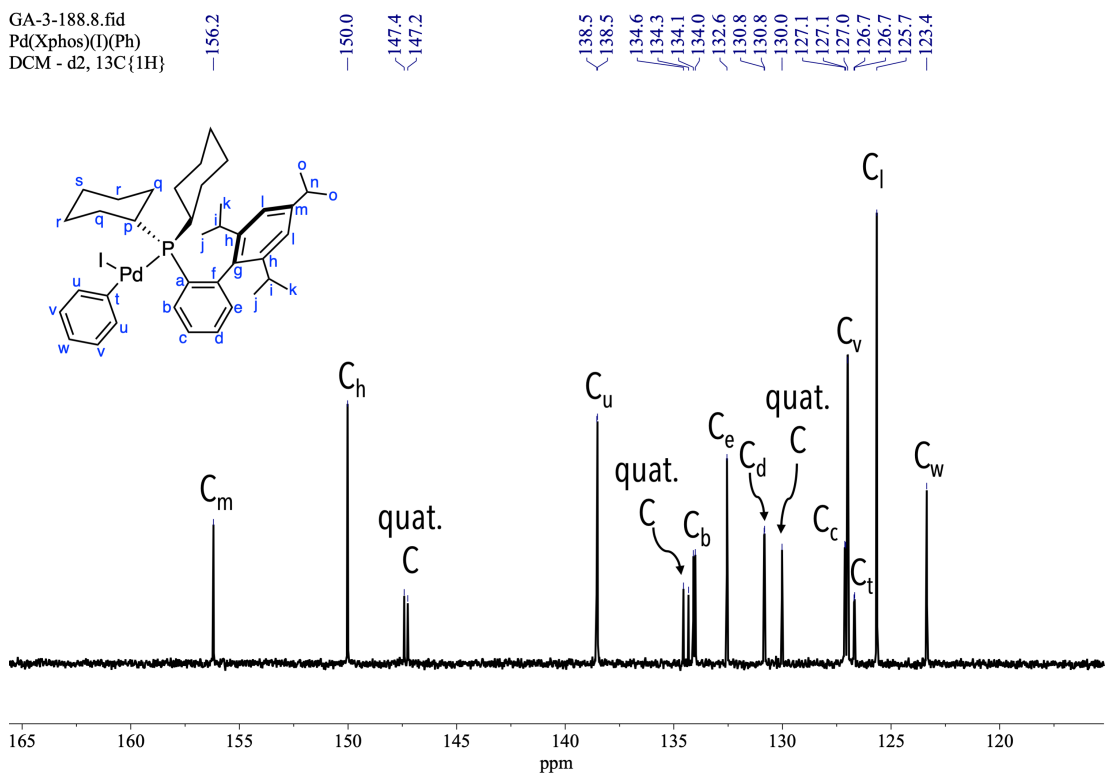 GA-3-188.8.fid
Pd(Xphos)(I)(Ph)
DCM - d2, 13C{1H}
156.2
150.0
147.4
147.2
138.5
138.5
134.6
134.3
134.1
134.0
132.6
130.8
130.8
130.0
127.1
127.1
127.0
126.7
126.7
125.7
123.4
s
r
q
r
q
p
P
I
Pd
u
t
v
u
w
v
a
b
c
d
e
f
g
h
h
i
i
j
j
k
k
l
l
m
n
o
o
Cm
Ch
quat.
C
Cu
quat.
C
Cb
Ce
Cd
quat.
C
Cc
Cv
Ct
Cl
Cw
165 160 155 150 145 140 135 130 125 120
ppm